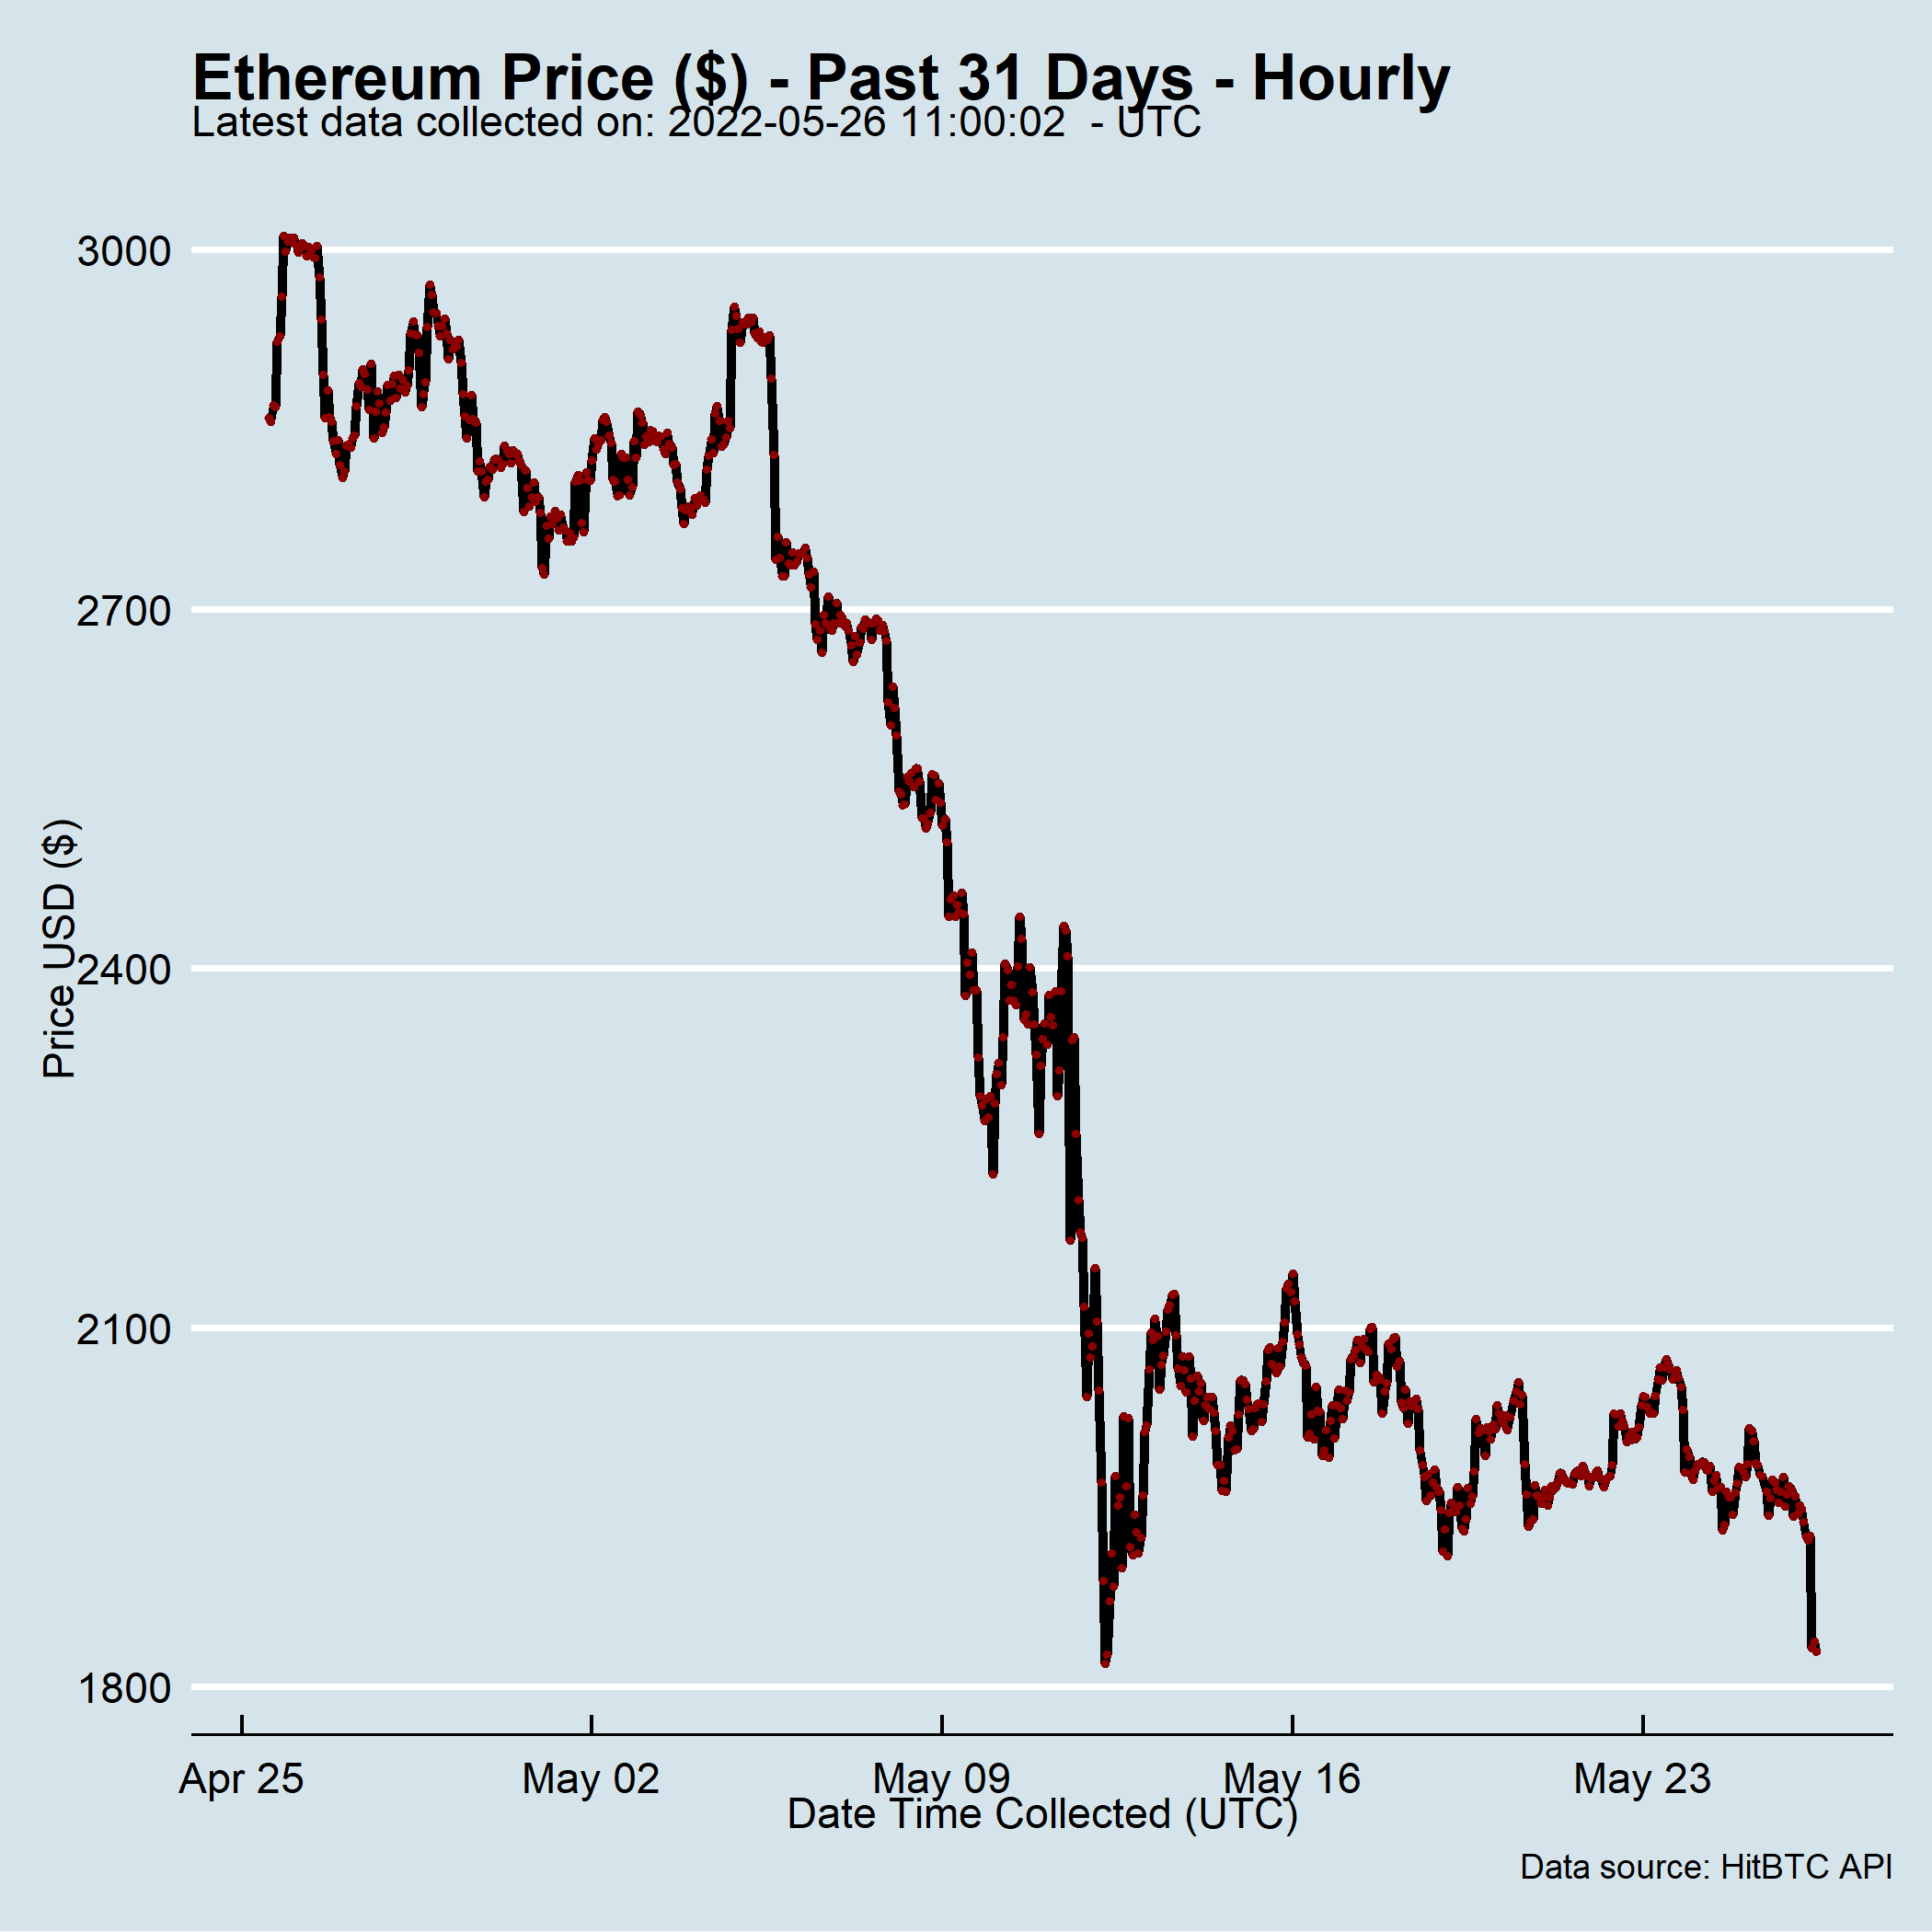 Ethereum Price ($) - Past 31 Days - Hourly
Latest data collected on: 2022-05-26 11:00:02  - UTC
3000
2700
2400
2100
1800
Price USD ($)
Apr 25
May 02
May 09
May 16
May 23
Date Time Collected (UTC)
Data source: HitBTC API